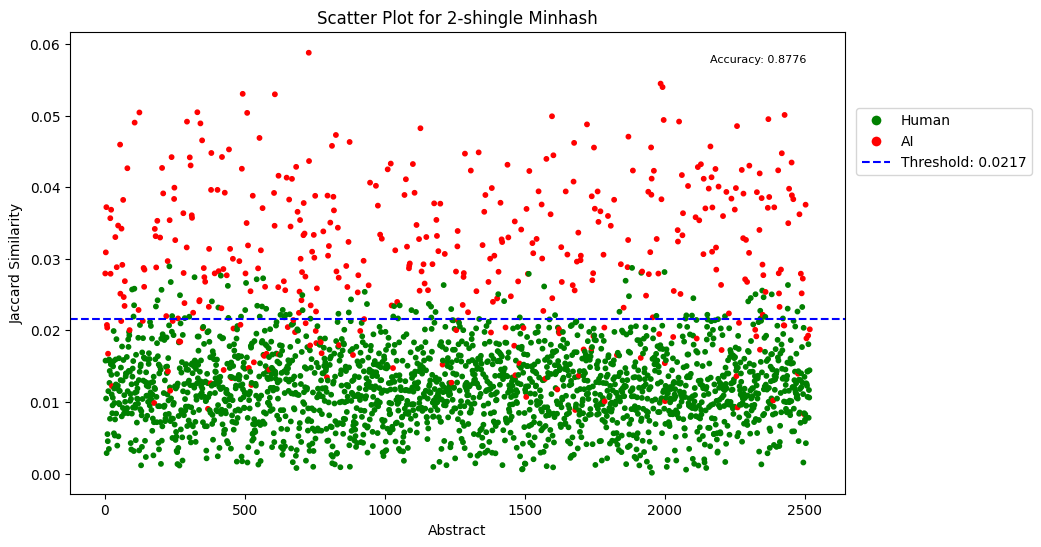 Scatter Plot for 2-shingle Minhash
Accuracy: 0.8776
Human
AI
Threshold: 0.0217
Jaccard Similarity
0.06
0.05
0.04
0.03
0.02
0.01
0.00
0
500
1000
1500
2000
2500
Abstract